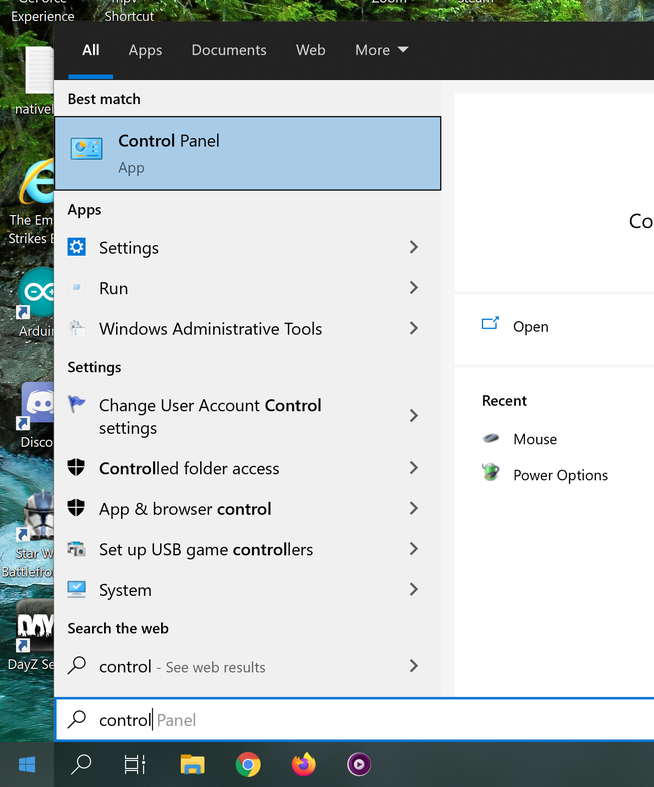 Experience
Shortcut
All
Apps
Documents
Web
More
Best match
Control Panel
App
Apps
Settings
Run
Windows Administrative Tools
Settings
Change User Account Control
settings
Controlled folder access
App & browser control
Set up USB game controllers
System
Search the web
control - See web results
control Panel
Co
Open
Recent
Mouse
Power Options
native
The Em
Strikes
Ardui
Disco
Star W
Battlefro
DAY
DayZ Se